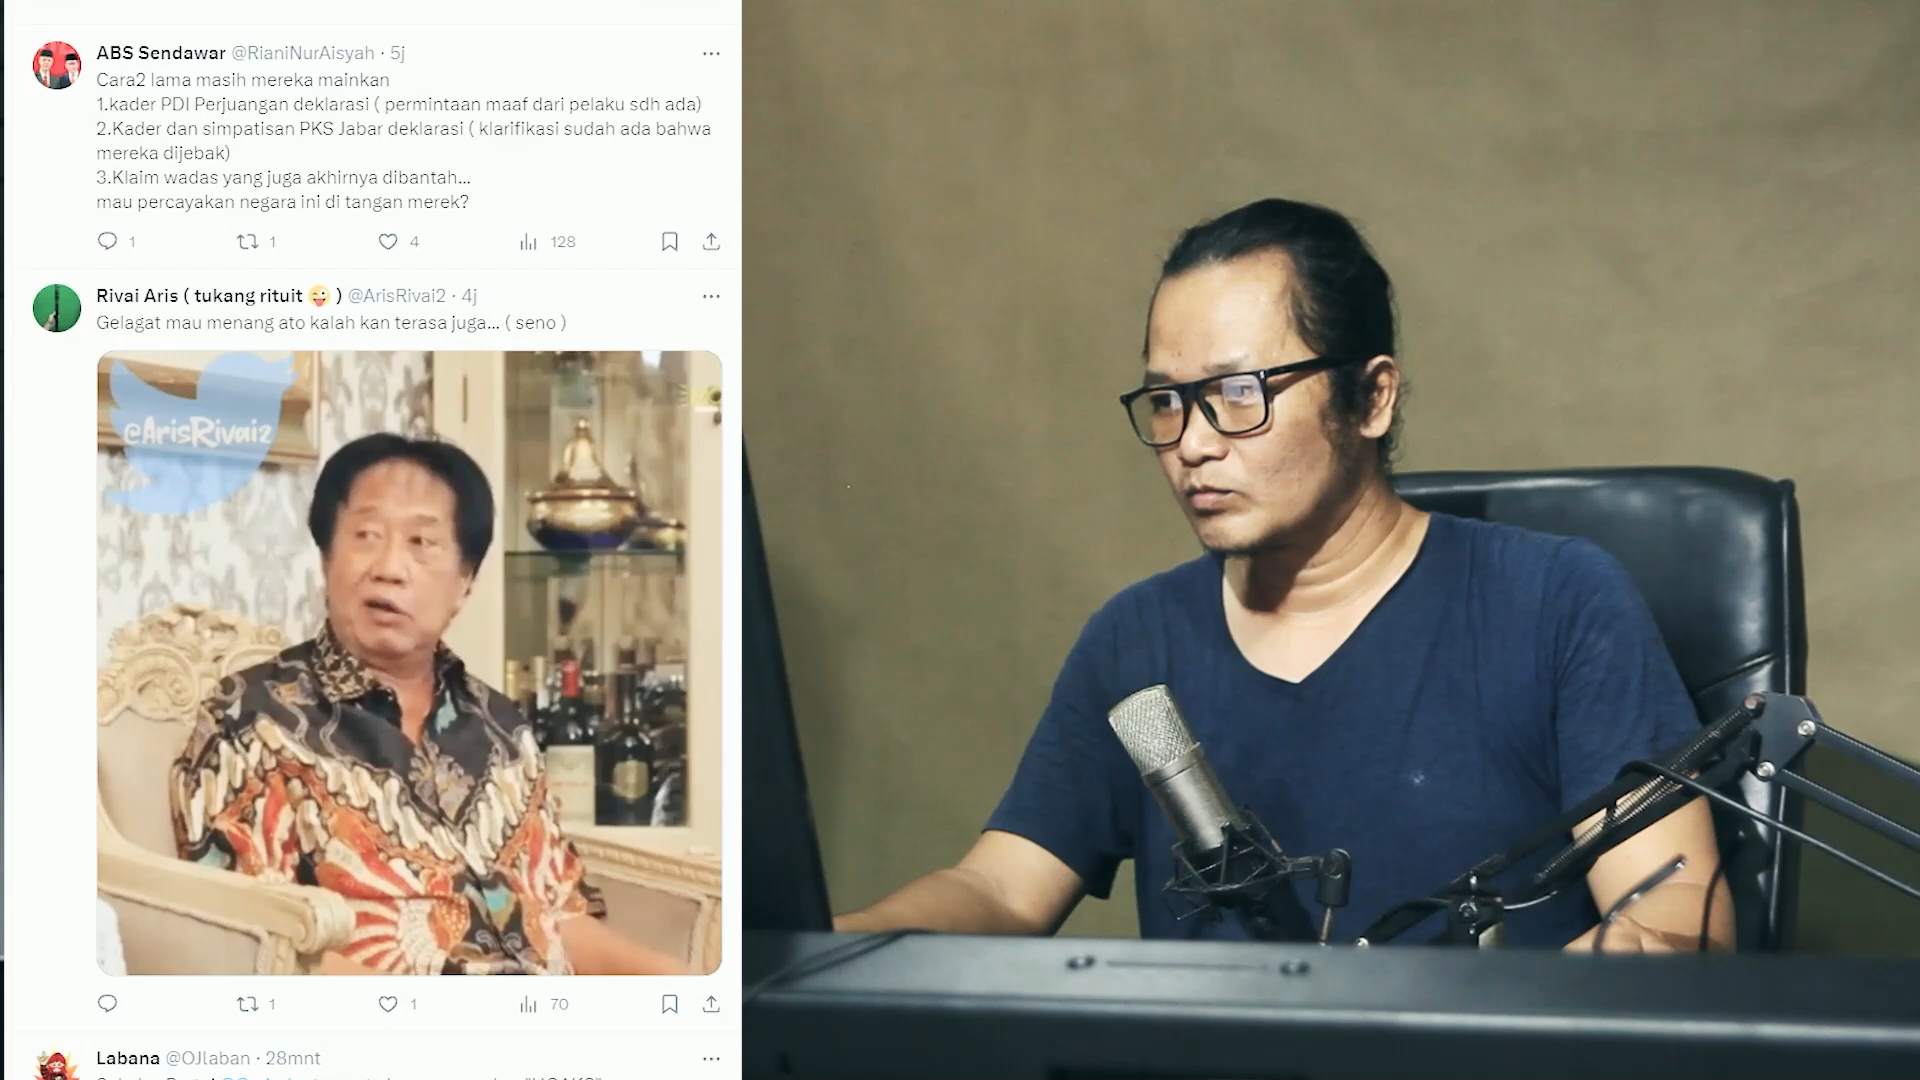 ABS Sendawar @RianiNurAisyah · 5j
Cara2 lama masih mereka mainkan
1.kader PDI Perjuangan deklarasi ( permintaan maaf dari pelaku sdh ada)
2.Kader dan simpatisan PKS Jabar deklarasi ( klarifikasi sudah ada bahwa
mereka dijebak)
3.Klaim wadas yang juga akhirnya dibantah...
mau percayakan negara ini di tangan merek?
1 1 4 128
Rivai Aris ( tukang rituit 😜 ) @ArisRivai2 · 4j
Gelagat mau menang ato kalah kan terasa juga... ( seno )
@ArisRivai2
1 1 70
Labana @OJlaban · 28mnt